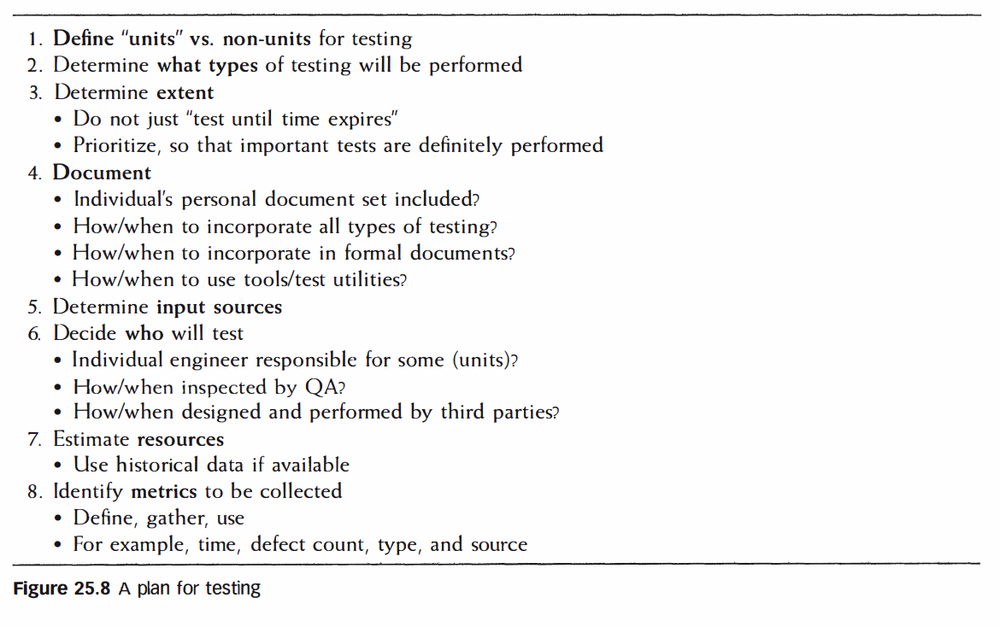 1. Define “units” vs. non-units for testing
2. Determine what types of testing will be performed
3. Determine extent
• Do not just “test until time expires”
• Prioritize, so that important tests are definitely performed
4. Document
• Individual’s personal document set included?
• How/when to incorporate all types of testing?
• How/when to incorporate in formal documents?
• How/when to use tools/test utilities?
5. Determine input sources
6. Decide who will test
• Individual engineer responsible for some (units)?
• How/when inspected by QA?
• How/when designed and performed by third parties?
7. Estimate resources
• Use historical data if available
8. Identify metrics to be collected
• Define, gather, use
• For example, time, defect count, type, and source
Figure 25.8 A plan for testing